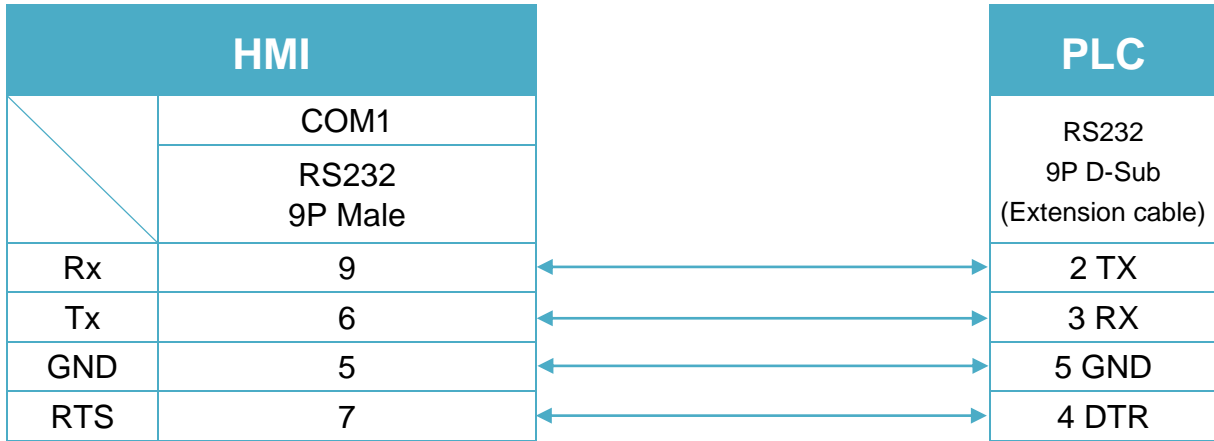 HMI
PLC
COM1
RS232
9P Male
RS232
9P D-Sub
(Extension cable)
Rx 9 2 TX
Tx 6 3 RX
GND 5 5 GND
RTS 7 4 DTR